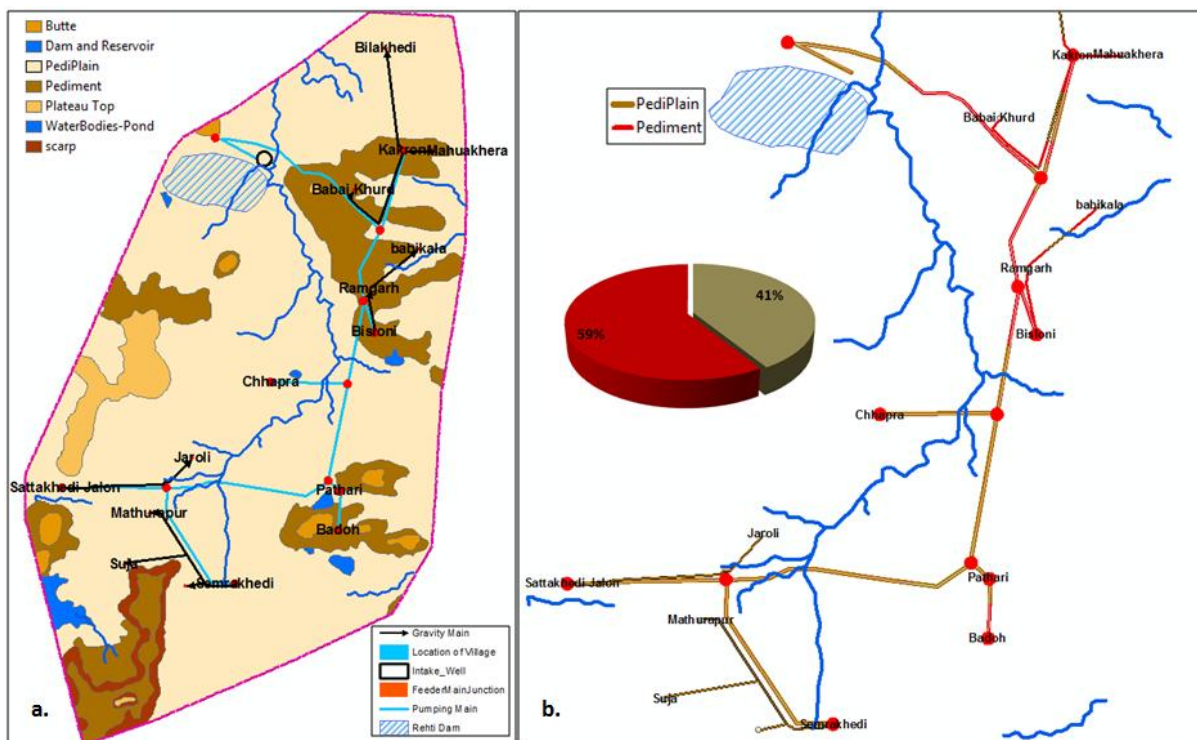 Butte
Dam and Reservoir
PediPlain
Pediment
Plateau Top
WaterBodies-Pond
scarp
Bilakhedi
KakronMahuakhera
Babai Khurd
babikala
Ramgarh
Bisloni
Chhapra
Jaroli
Sattakhedi Jalon
Pathari
Mathurapur
Badoh
Suja
Semrakhedi
Gravity Main
Location of Village
Intake_Well
FeederMainJunction
Pumping Main
Rehti Dam
a.
KakronMahuakhera
PediPlain
Pediment
Babai Khurd
babikala
Ramgarh
41%
59%
Bisloni
Chhapra
Jaroli
Sattakhedi Jalon
Pathari
Mathurapur
Badoh
Suja
Semrakhedi
b.